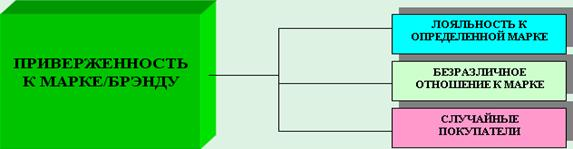 ПРИВЕРЖЕННОСТЬ
К МАРКЕ/БРЭНДУ
ЛОЯЛЬНОСТЬ К
ОПРЕДЕЛЕННОЙ МАРКЕ
БЕЗРАЗЛИЧНОЕ
ОТНОШЕНИЕ К МАРКЕ
СЛУЧАЙНЫЕ
ПОКУПАТЕЛИ